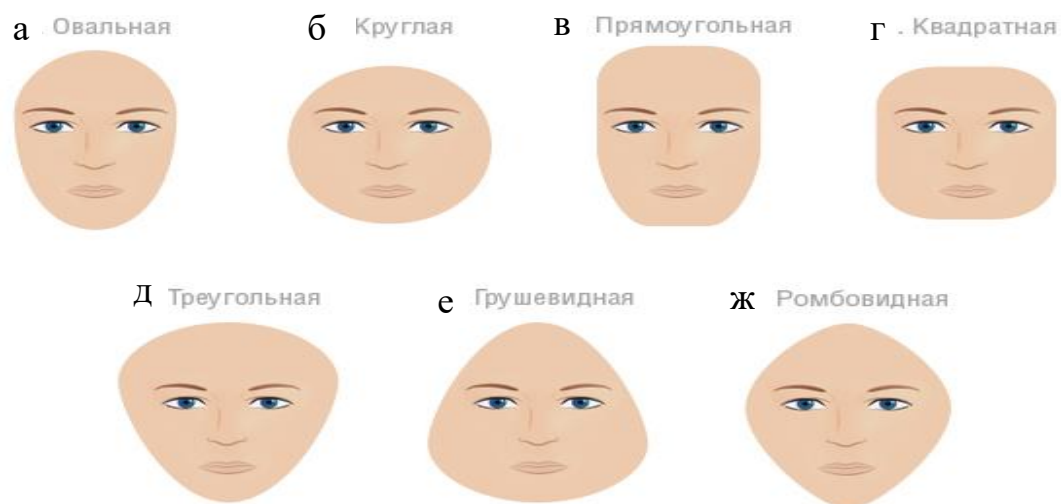 а Овальная
б Круглая
в Прямоугольная
г . Квадратная
д Треугольная
е Грушевидная
ж Ромбовидная